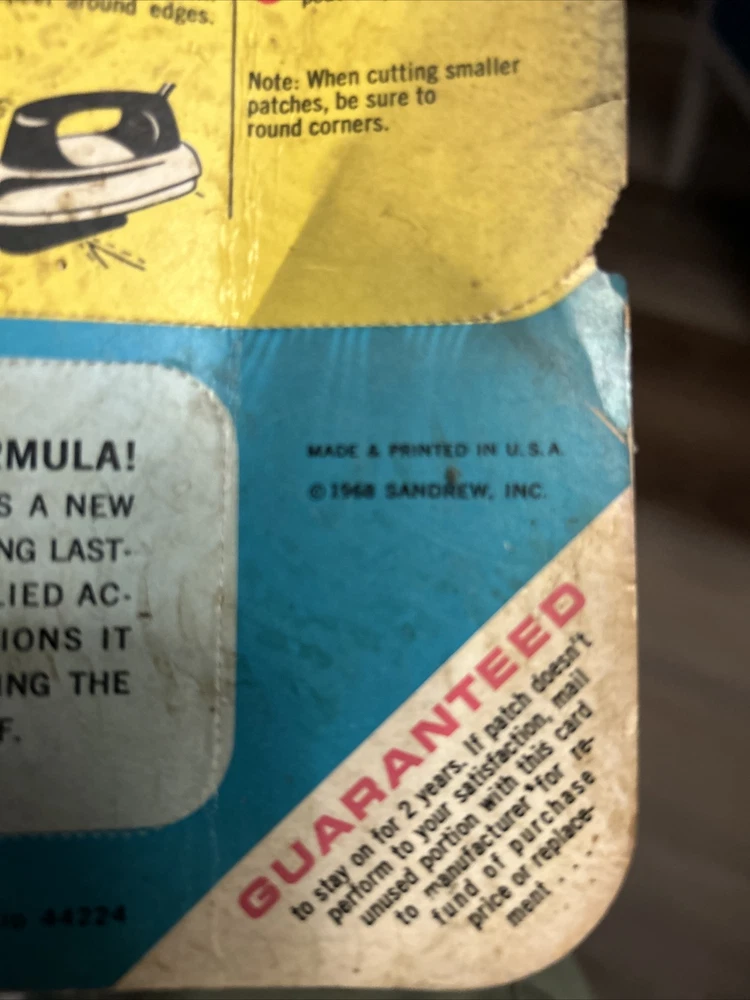 around edges.
Note: When cutting smaller
patches, be sure to
round corners.
RMULA!
S A NEW
NG LAST-
LIED AC-
IONS IT
ING THE
F.
MADE & PRINTED IN U.S.A.
© 1968 SANDREW, INC.
GUARANTEED
to stay on for 2 years. If patch doesn't
perform to your satisfaction, mail
unused portion with this card
to manufacturer for re-
fund of purchase
price or replace-
ment . . . .
44224